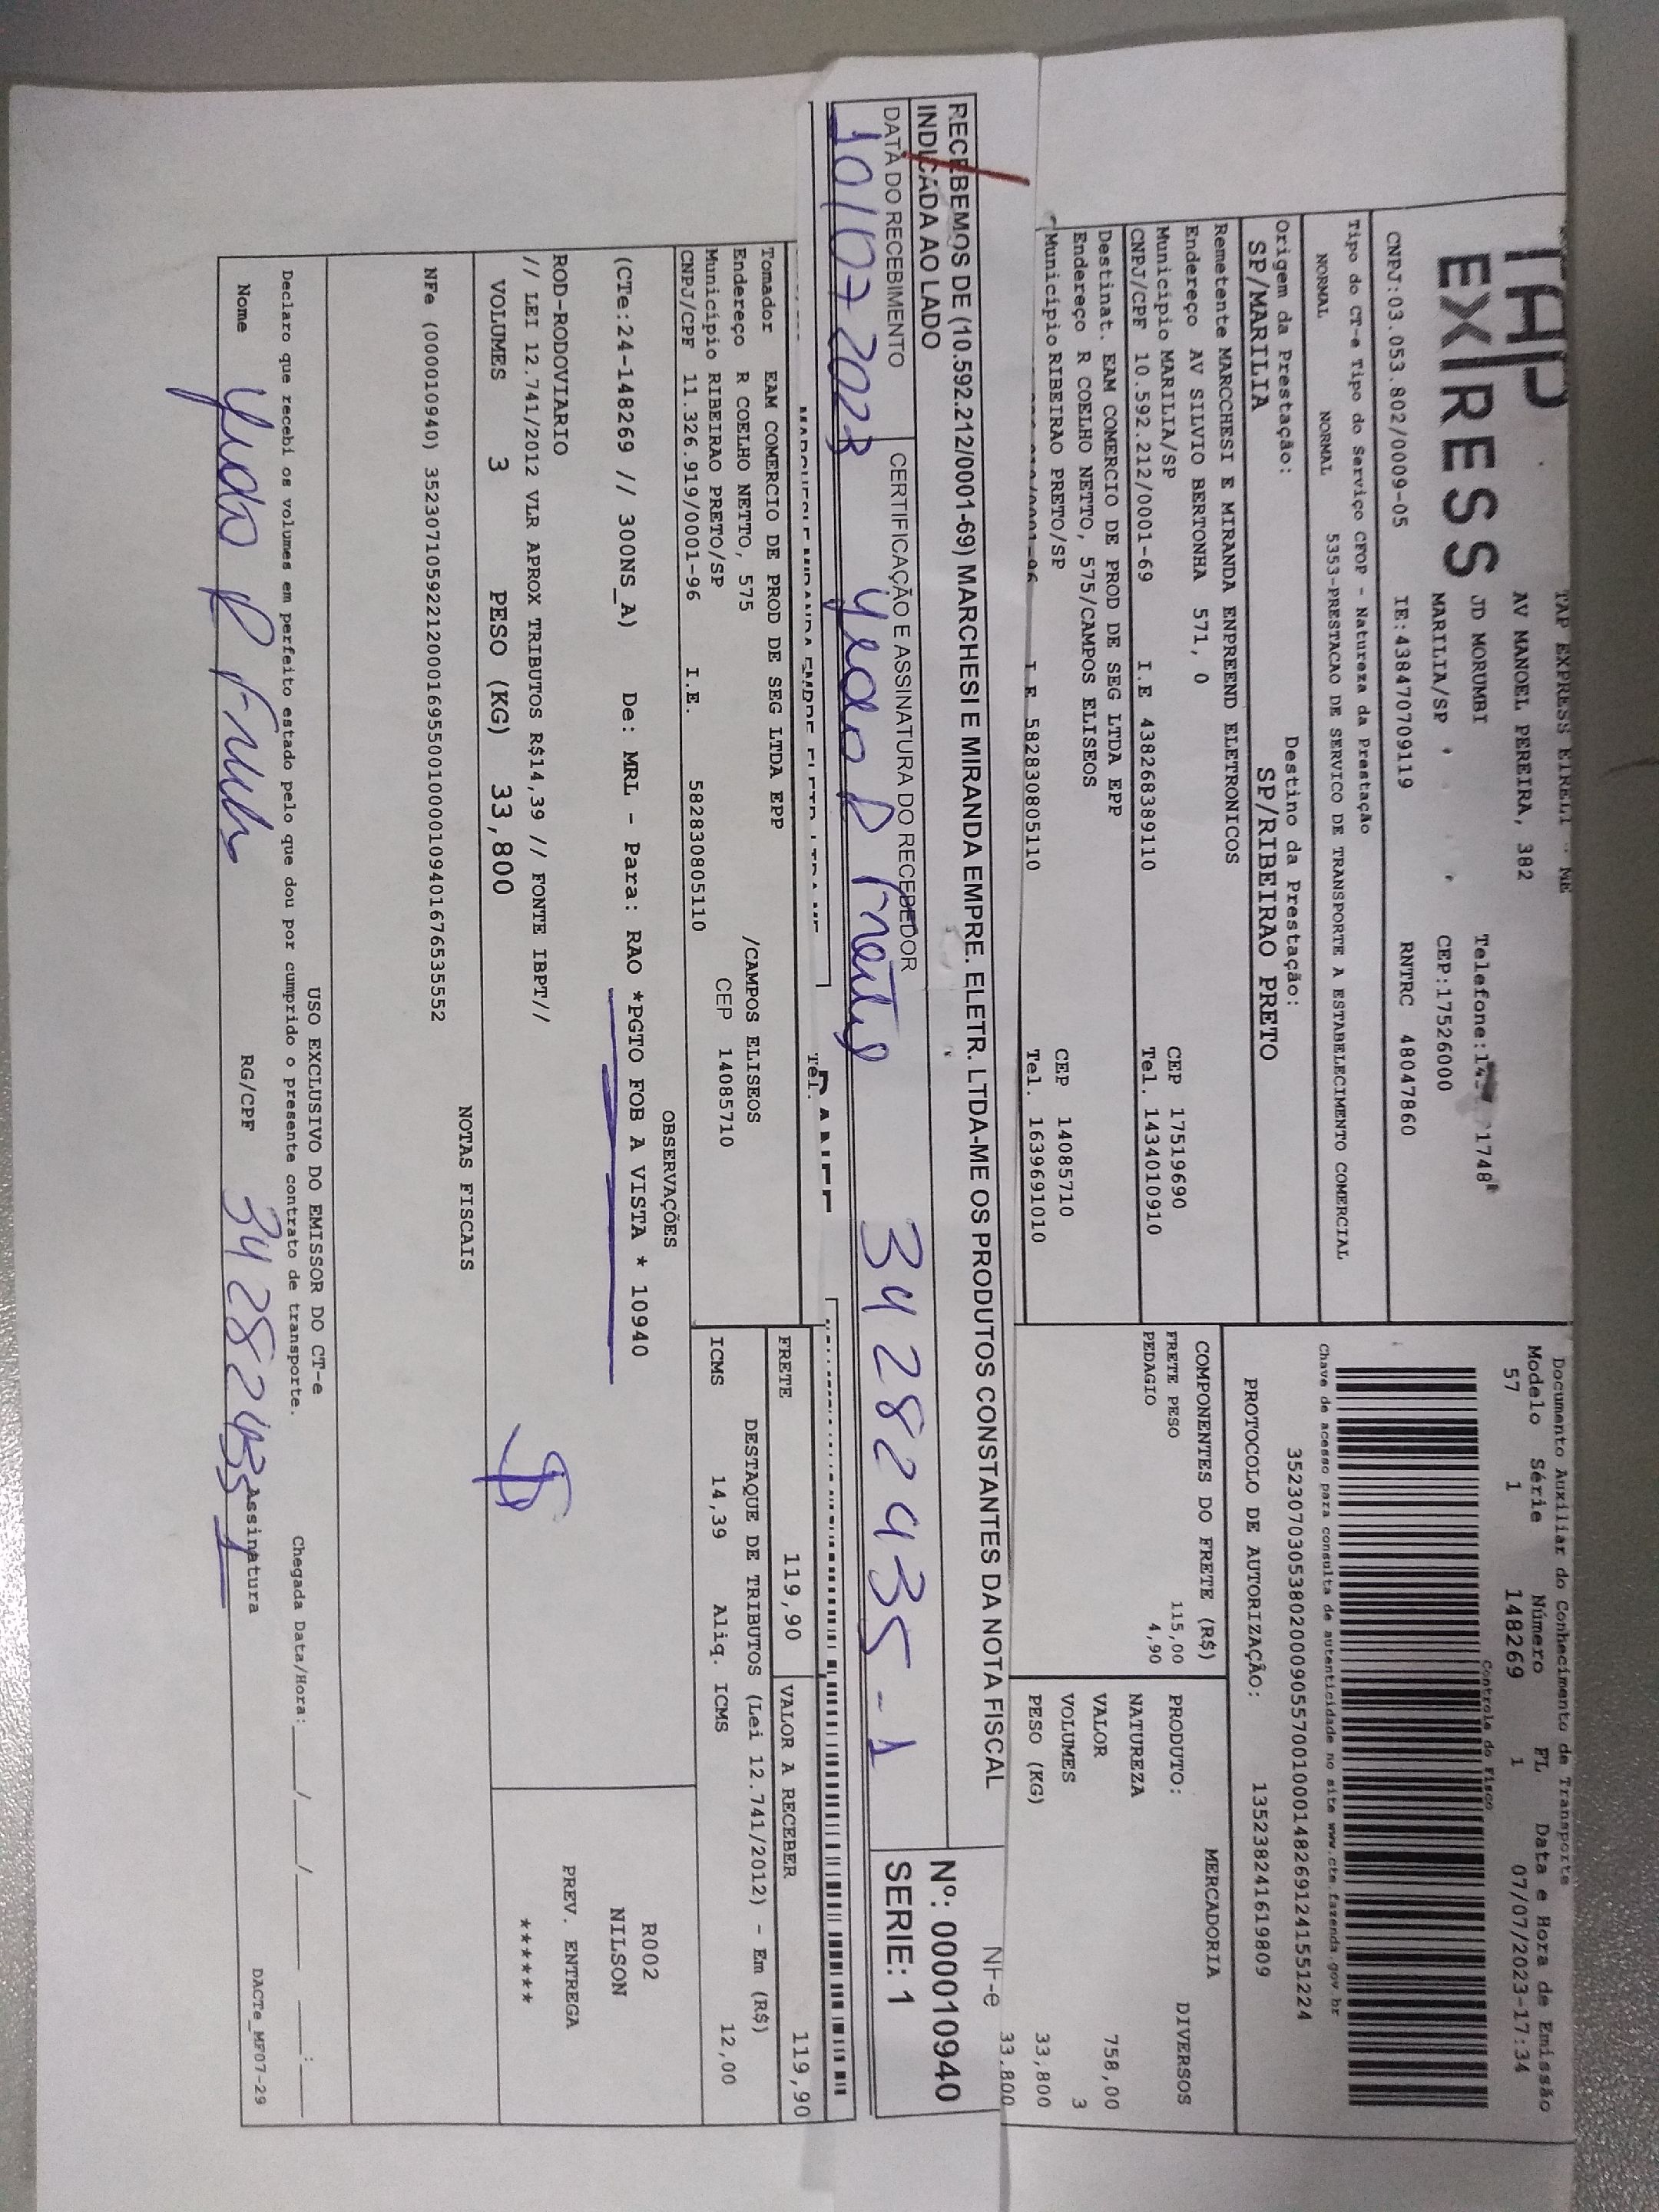 TAP
EXPRESS
TAP EXPRESS EIRELI - ME
AV MANOEL PEREIRA, 382
JD MORUMBI
Telefone:14
1748
MARILIA/SP
CEP:17526000
CNPJ:03.053.802/0009-05 IE:438470709119 RNTRC 48047860
Documento Auxiliar do Conhecimento de Transporte
Modelo Série Número FL Data e Hora de Emissão
57 1 148269 1 07/07/2023-17:34
Controle do Fisco
Chave de acesso para consulta de autenticidade no site www.cte.fazenda.gov.br
35230703053802000905570010001482691241551224
PROTOCOLO DE AUTORIZAÇÃO: 135238241619809
Tipo do CT-e Tipo do Serviço CFOP - Natureza da Prestação
NORMAL NORMAL 5353-PRESTACAO DE SERVICO DE TRANSPORTE A ESTABELECIMENTO COMERCIAL
Origem da Prestação: Destino da Prestação:
SP/MARILIA SP/RIBEIRAO PRETO
Remetente MARCCHESI E MIRANDA ENPREEND ELETRONICOS
Endereço AV SILVIO BERTONHA 571, 0
Município MARILIA/SP CEP 17519690
CNPJ/CPF 10.592.212/0001-69 I.E 438268389110 Tel. 1434010910
Destinat. EAM COMERCIO DE PROD DE SEG LTDA EPP
Endereço R COELHO NETTO, 575/CAMPOS ELISEOS
Município RIBEIRAO PRETO/SP CEP 14085710
I E 582830805110 Tel. 1639691010
COMPONENTES DO FRETE (R$)
FRETE PESO 115,00
PEDAGIO 4,90
MERCADORIA
PRODUTO: DIVERSOS
NATUREZA
VALOR 758,00
VOLUMES 3
PESO (KG) 33,800
33.800
RECEBEMOS DE (10.592.212/0001-69) MARCHESI E MIRANDA EMPRE. ELETR. LTDA-ME OS PRODUTOS CONSTANTES DA NOTA FISCAL
INDICADA AO LADO
NF-e
Nº: 000010940
SERIE: 1
DATA DO RECEBIMENTO CERTIFICAÇÃO E ASSINATURA DO RECEBEDOR
10/07 2023
34 282 435-1
Tel.
Tomador EAM COMERCIO DE PROD DE SEG LTDA EPP
Endereço R COELHO NETTO, 575 /CAMPOS ELISEOS
Município RIBEIRAO PRETO/SP CEP 14085710
CNPJ/CPF 11.326.919/0001-96 I.E. 582830805110
FRETE 119,90 VALOR A RECEBER 119,90
DESTAQUE DE TRIBUTOS (Lei 12.741/2012) - Em (R$)
ICMS 14,39 Aliq. ICMS 12,00
OBSERVAÇÕES
(CTe:24-148269 // 300NS_A) De: MRL - Para: RAO *PGTO FOB A VISTA * 10940
R002
NILSON
ROD-RODOVIARIO
// LEI 12.741/2012 VLR APROX TRIBUTOS R$14,39 // FONTE IBPT//
PREV. ENTREGA
******
VOLUMES 3 PESO (KG) 33,800
NOTAS FISCAIS
NFe (000010940) 35230710592212000169550010000109401676535552
USO EXCLUSIVO DO EMISSOR DO CT-e
Declaro que recebi os volumes em perfeito estado pelo que dou por cumprido o presente contrato de transporte.
Chegada Data/Hora:____/____/______ ____:____
Nome RG/CPF 34 282 435 1 Assinatura
DACTe_MF07-29